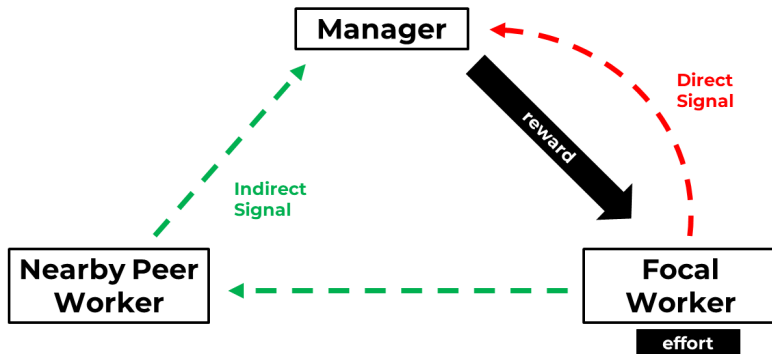 Manager
Direct
Signal
reward
Indirect
Signal
Nearby Peer
Worker
Focal
Worker
effort